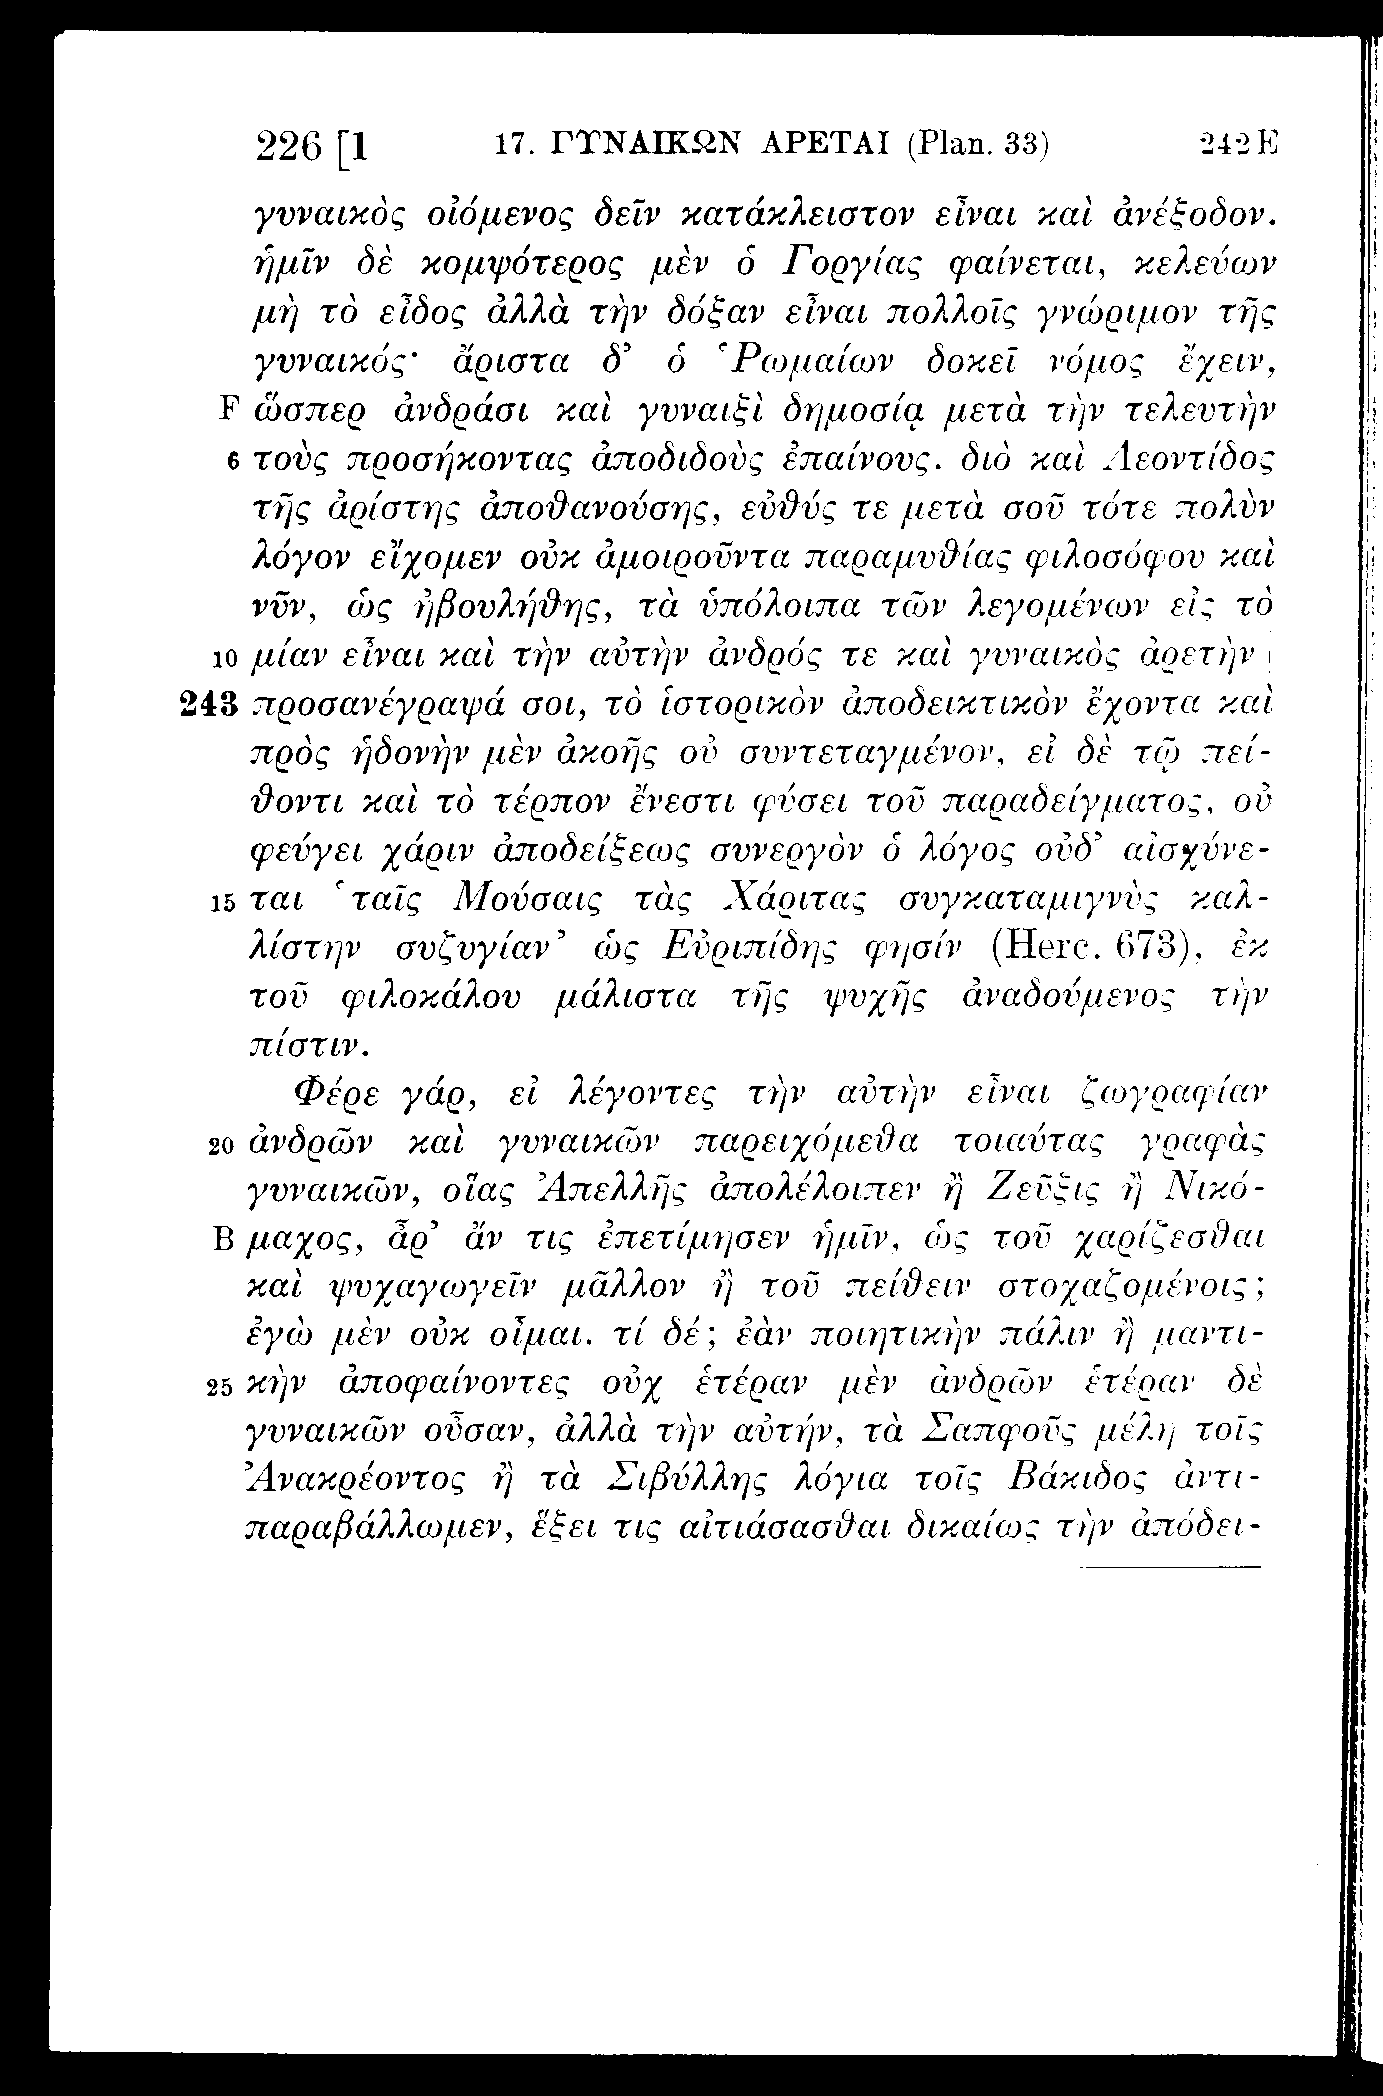 226 [1 17. ΓΥΝΑΙΚΩΝ ΑΡΕΤΑΙ (Plan. 33) 242 E
γυναικὸς οἰόμενος δεῖν κατάκλειστον εἶναι καὶ ἀνέξοδον.
ἡμῖν δὲ κομψότερος μὲν ὁ Γοργίας φαίνεται, κελεύων
μὴ τὸ εἶδος ἀλλὰ τὴν δόξαν εἶναι πολλοῖς γνώριμον τῆς
γυναικός· ἄριστα δ’ ὁ Ῥωμαίων δοκεῖ νόμος ἔχειν,
F ὥσπερ ἀνδράσι καὶ γυναιξὶ δημοσίᾳ μετὰ τὴν τελευτὴν
6 τοὺς προσήκοντας ἀποδιδοὺς ἐπαίνους. διὸ καὶ Λεοντίδος
τῆς ἀρίστης ἀποθανούσης, εὐθύς τε μετὰ σοῦ τότε πολὺν
λόγον εἴχομεν οὐκ ἀμοιροῦντα παραμυθίας φιλοσόφου καὶ
νῦν, ὡς ἠβουλήθης, τὰ ὑπόλοιπα τῶν λεγομένων εἰς τὸ
10 μίαν εἶναι καὶ τὴν αὐτὴν ἀνδρός τε καὶ γυναικὸς ἀρετὴν |
243 προσανέγραψά σοι, τὸ ἱστορικὸν ἀποδεικτικὸν ἔχοντα καὶ
πρὸς ἡδονὴν μὲν ἀκοῆς οὐ συντεταγμένον, εἰ δὲ τῷ πεί-
θοντι καὶ τὸ τέρπον ἔνεστι φύσει τοῦ παραδείγματος, οὐ
φεύγει χάριν ἀποδείξεως συνεργὸν ὁ λόγος οὐδ’ αἰσχύνε-
15 ται ‘ταῖς Μούσαις τὰς Χάριτας συγκαταμιγνὺς καλ-
λίστην συζυγίαν’ ὡς Εὐριπίδης φησίν (Herc. 673), ἐκ
τοῦ φιλοκάλου μάλιστα τῆς ψυχῆς ἀναδούμενος τὴν
πίστιν.
Φέρε γάρ, εἰ λέγοντες τὴν αὐτὴν εἶναι ζωγραφίαν
20 ἀνδρῶν καὶ γυναικῶν παρειχόμεθα τοιαύτας γραφὰς
γυναικῶν, οἵας Ἀπελλῆς ἀπολέλοιπεν ἢ Ζεῦξις ἢ Νικό-
B μαχος, ἆρ’ ἄν τις ἐπετίμησεν ἡμῖν, ὡς τοῦ χαρίζεσθαι
καὶ ψυχαγωγεῖν μᾶλλον ἢ τοῦ πείθειν στοχαζομένοις;
ἐγὼ μὲν οὐκ οἶμαι. τί δέ; ἐὰν ποιητικὴν πάλιν ἢ μαντι-
25 κὴν ἀποφαίνοντες οὐχ ἑτέραν μὲν ἀνδρῶν ἑτέραν δὲ
γυναικῶν οὖσαν, ἀλλὰ τὴν αὐτήν, τὰ Σαπφοῦς μέλη τοῖς
Ἀνακρέοντος ἢ τὰ Σιβύλλης λόγια τοῖς Βάκιδος ἀντι-
παραβάλλωμεν, ἕξει τις αἰτιάσασθαι δικαίως τὴν ἀπόδει-